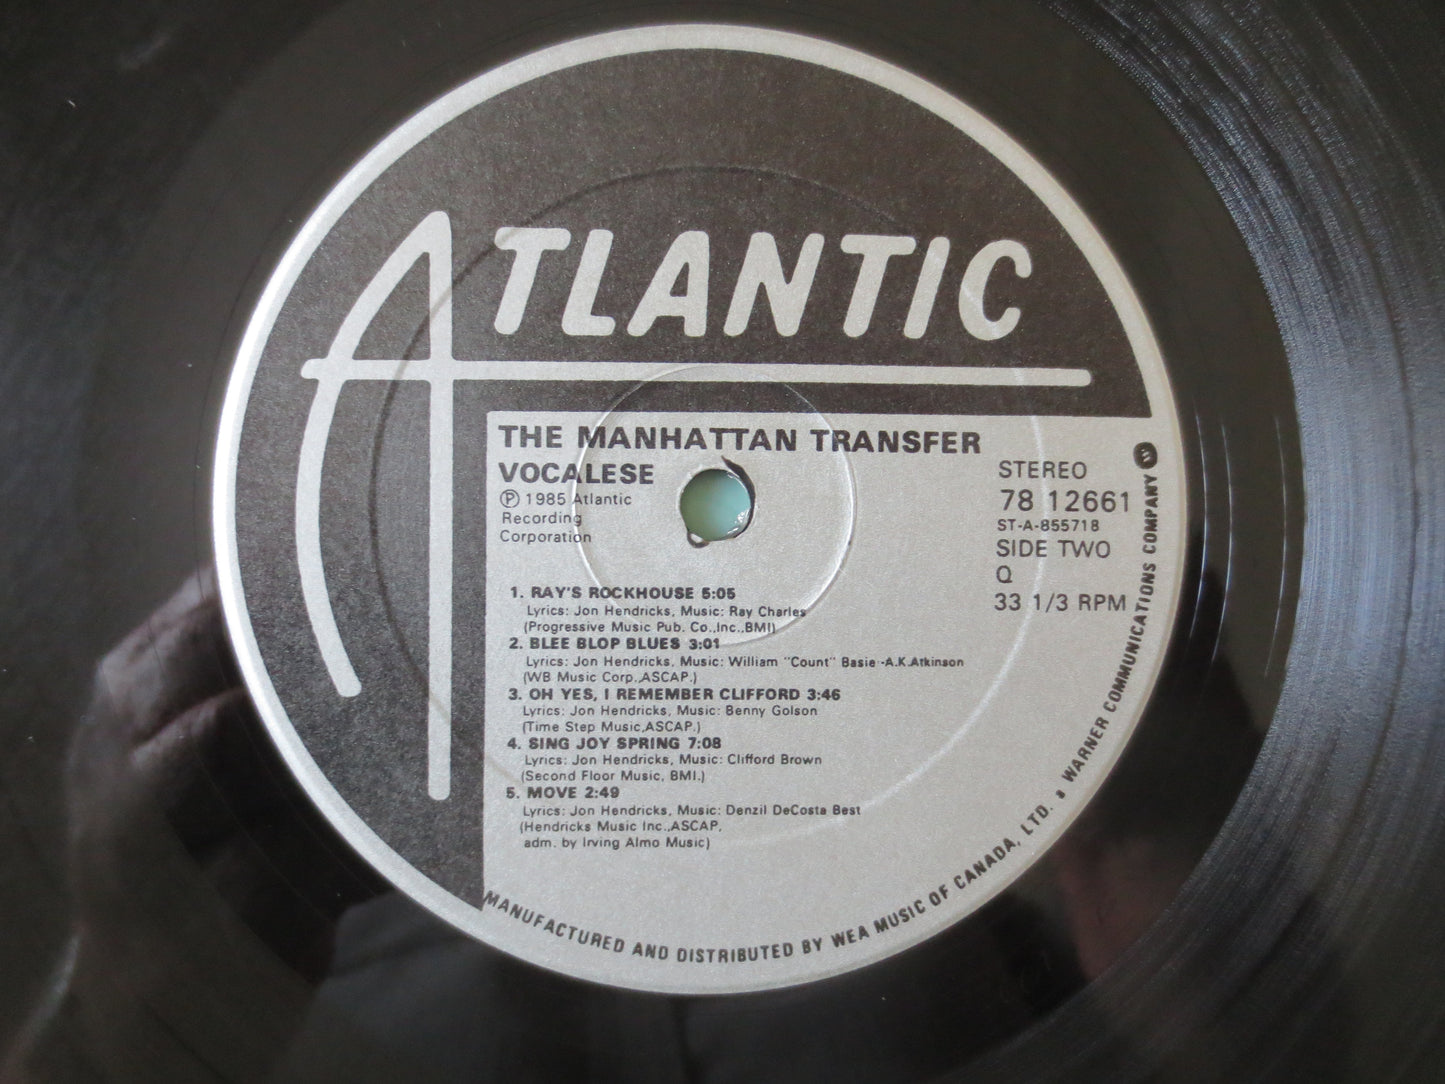 ATLANTIC
THE MANHATTAN TRANSFER
VOCALESE
Ⓟ 1985 Atlantic
Recording
Corporation
STEREO
78 12661
ST-A-855718
SIDE TWO
Q
33 1/3 RPM
1. RAY'S ROCKHOUSE 5:05
Lyrics: Jon Hendricks, Music: Ray Charles
(Progressive Music Pub. Co.,Inc.,BMI)
2. BLEE BLOP BLUES 3:01
Lyrics: Jon Hendricks, Music: William "Count" Basie -A.K.Atkinson
(WB Music Corp.,ASCAP.)
3. OH YES, I REMEMBER CLIFFORD 3:46
Lyrics: Jon Hendricks, Music: Benny Golson
(Time Step Music,ASCAP.)
4. SING JOY SPRING 7:08
Lyrics: Jon Hendricks, Music: Clifford Brown
(Second Floor Music, BMI.)
5. MOVE 2:49
Lyrics: Jon Hendricks, Music: Denzil DeCosta Best
(Hendricks Music Inc.,ASCAP,
adm. by Irving Almo Music)
MANUFACTURED AND DISTRIBUTED BY WEA MUSIC OF CANADA, LTD. a WARNER COMMUNICATIONS COMPANY